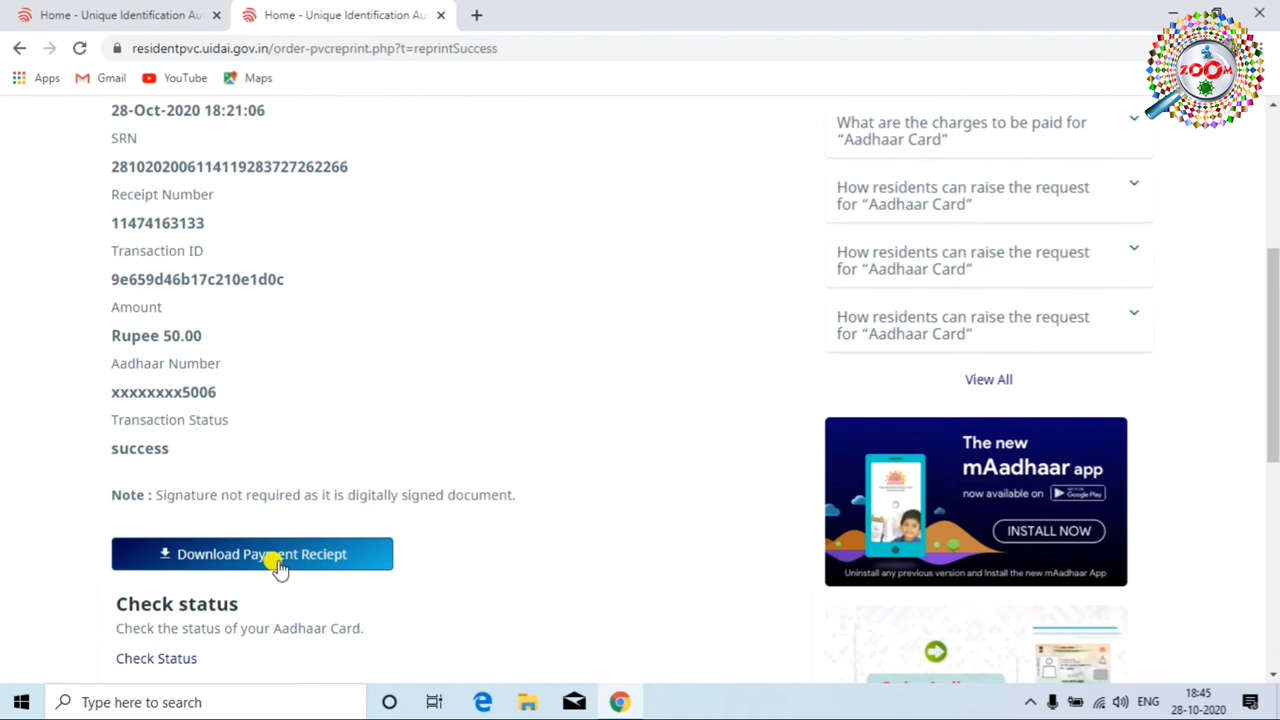 Home - Unique Identification Au
Home - Unique Identification Au
residentpvc.uidai.gov.in/order-pvcreprint.php?t=reprintSuccess
Apps Gmail YouTube Maps
ZOOM
28-Oct-2020 18:21:06
SRN
2810202006114119283727262266
Receipt Number
11474163133
Transaction ID
9e659d46b17c210e1d0c
Amount
Rupee 50.00
Aadhaar Number
xxxxxxxx5006
Transaction Status
success
Note : Signature not required as it is digitally signed document.
Download Payment Reciept
Check status
Check the status of your Aadhaar Card.
Check Status
What are the charges to be paid for
“Aadhaar Card”
How residents can raise the request
for “Aadhaar Card”
How residents can raise the request
for “Aadhaar Card”
How residents can raise the request
for “Aadhaar Card”
View All
The new
mAadhaar app
now available on Google Play
INSTALL NOW
Uninstall any previous version and Install the new mAadhaar App
Type here to search
ENG
18:45
28-10-2020